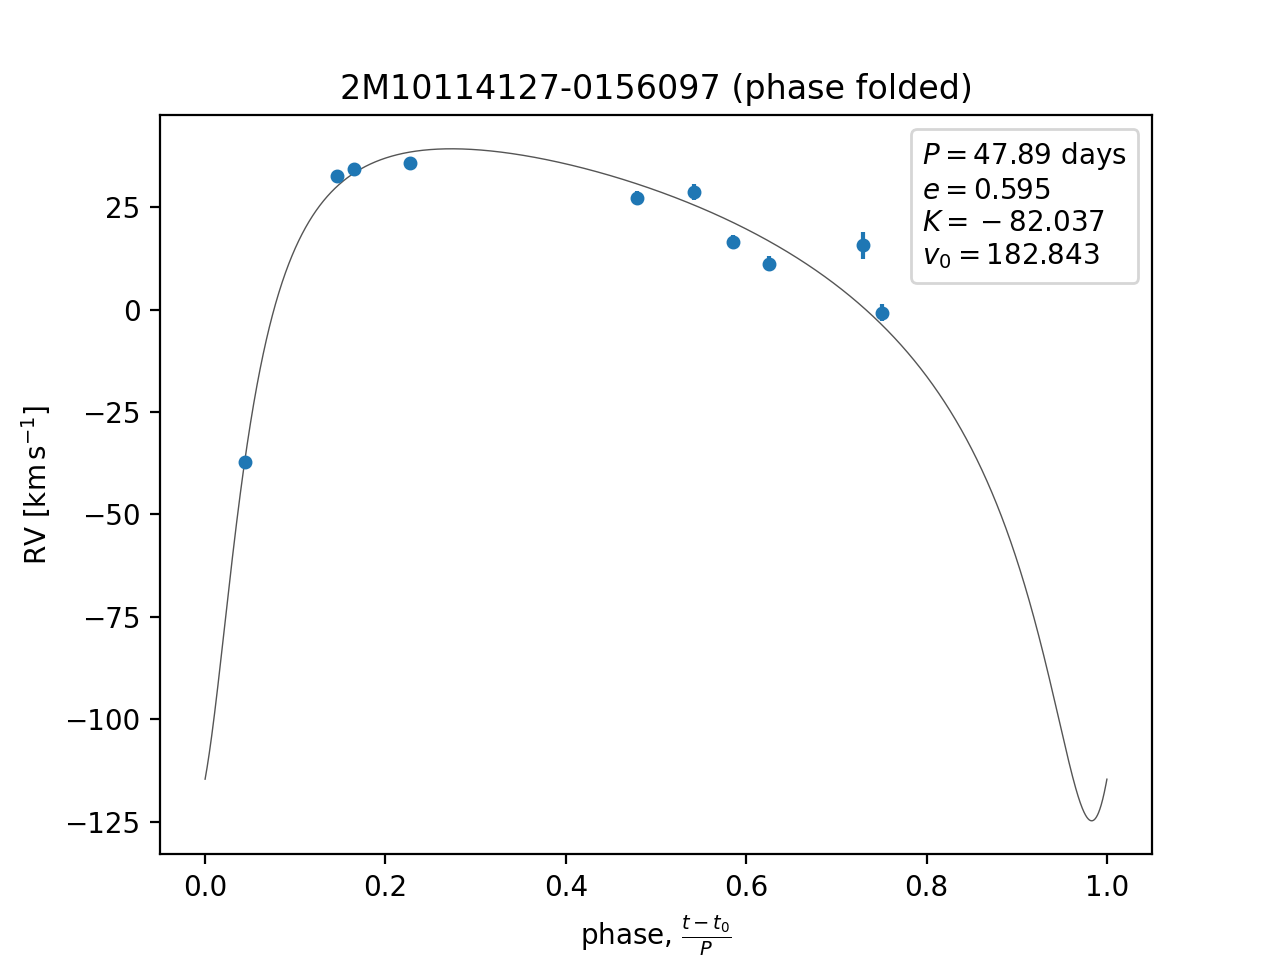 2M10114127-0156097 (phase folded)
P = 47.89 days
e = 0.595
K = − 82.037
v₀ = 182.843
25
0
−25
−50
−75
−100
−125
RV [km s⁻¹]
0.0 0.2 0.4 0.6 0.8 1.0
phase, (t − t₀)/P